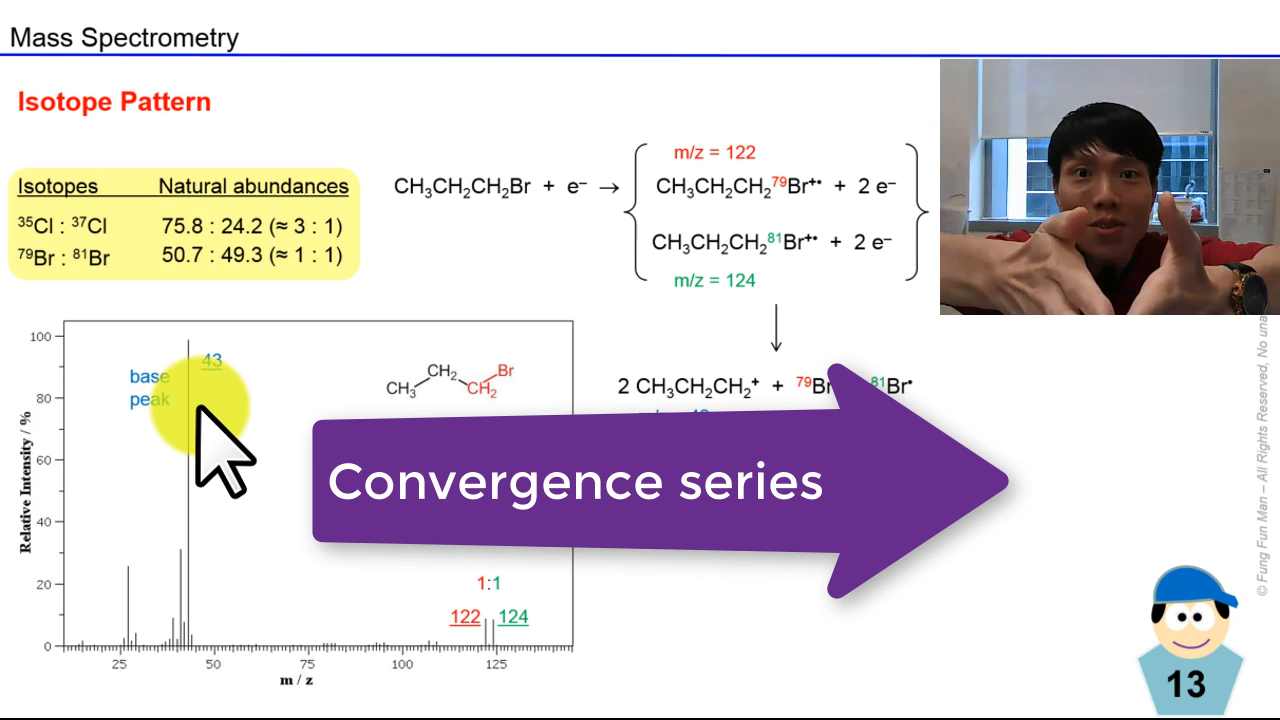 Mass Spectrometry
Isotope Pattern
Isotopes Natural abundances
³⁵Cl : ³⁷Cl 75.8 : 24.2 (≈ 3 : 1)
⁷⁹Br : ⁸¹Br 50.7 : 49.3 (≈ 1 : 1)
m/z = 122
CH₃CH₂CH₂Br + e⁻ → CH₃CH₂CH₂⁷⁹Br⁺• + 2 e⁻
CH₃CH₂CH₂⁸¹Br⁺• + 2 e⁻
m/z = 124
2 CH₃CH₂CH₂⁺ + ⁷⁹Br ⁸¹Br•
100
80
60
40
20
0
Relative Intensity / %
base
peak
43
CH₃ CH₂ CH₂ Br
Convergence series
1:1
122 124
25 50 75 100 125
m / z
© Fung Fun Man – All Rights Reserved, No
13